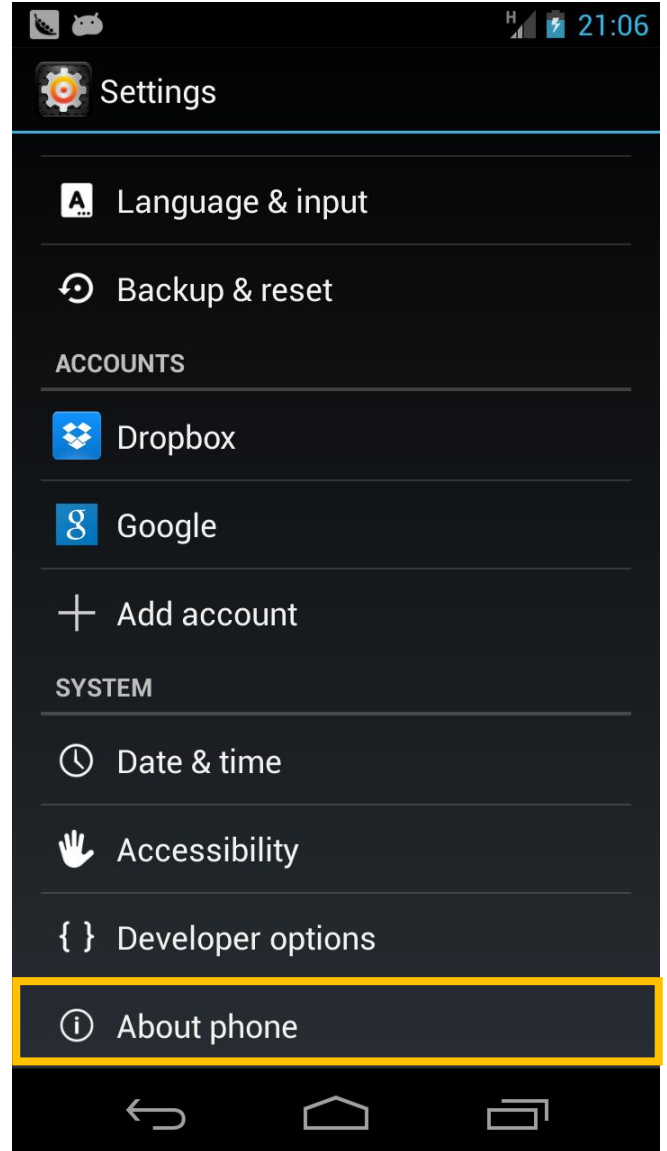 H 21:06
Settings
A
Language & input
Backup & reset
ACCOUNTS
Dropbox
g Google
Add account
SYSTEM
Date & time
Accessibility
{ } Developer options
i About phone